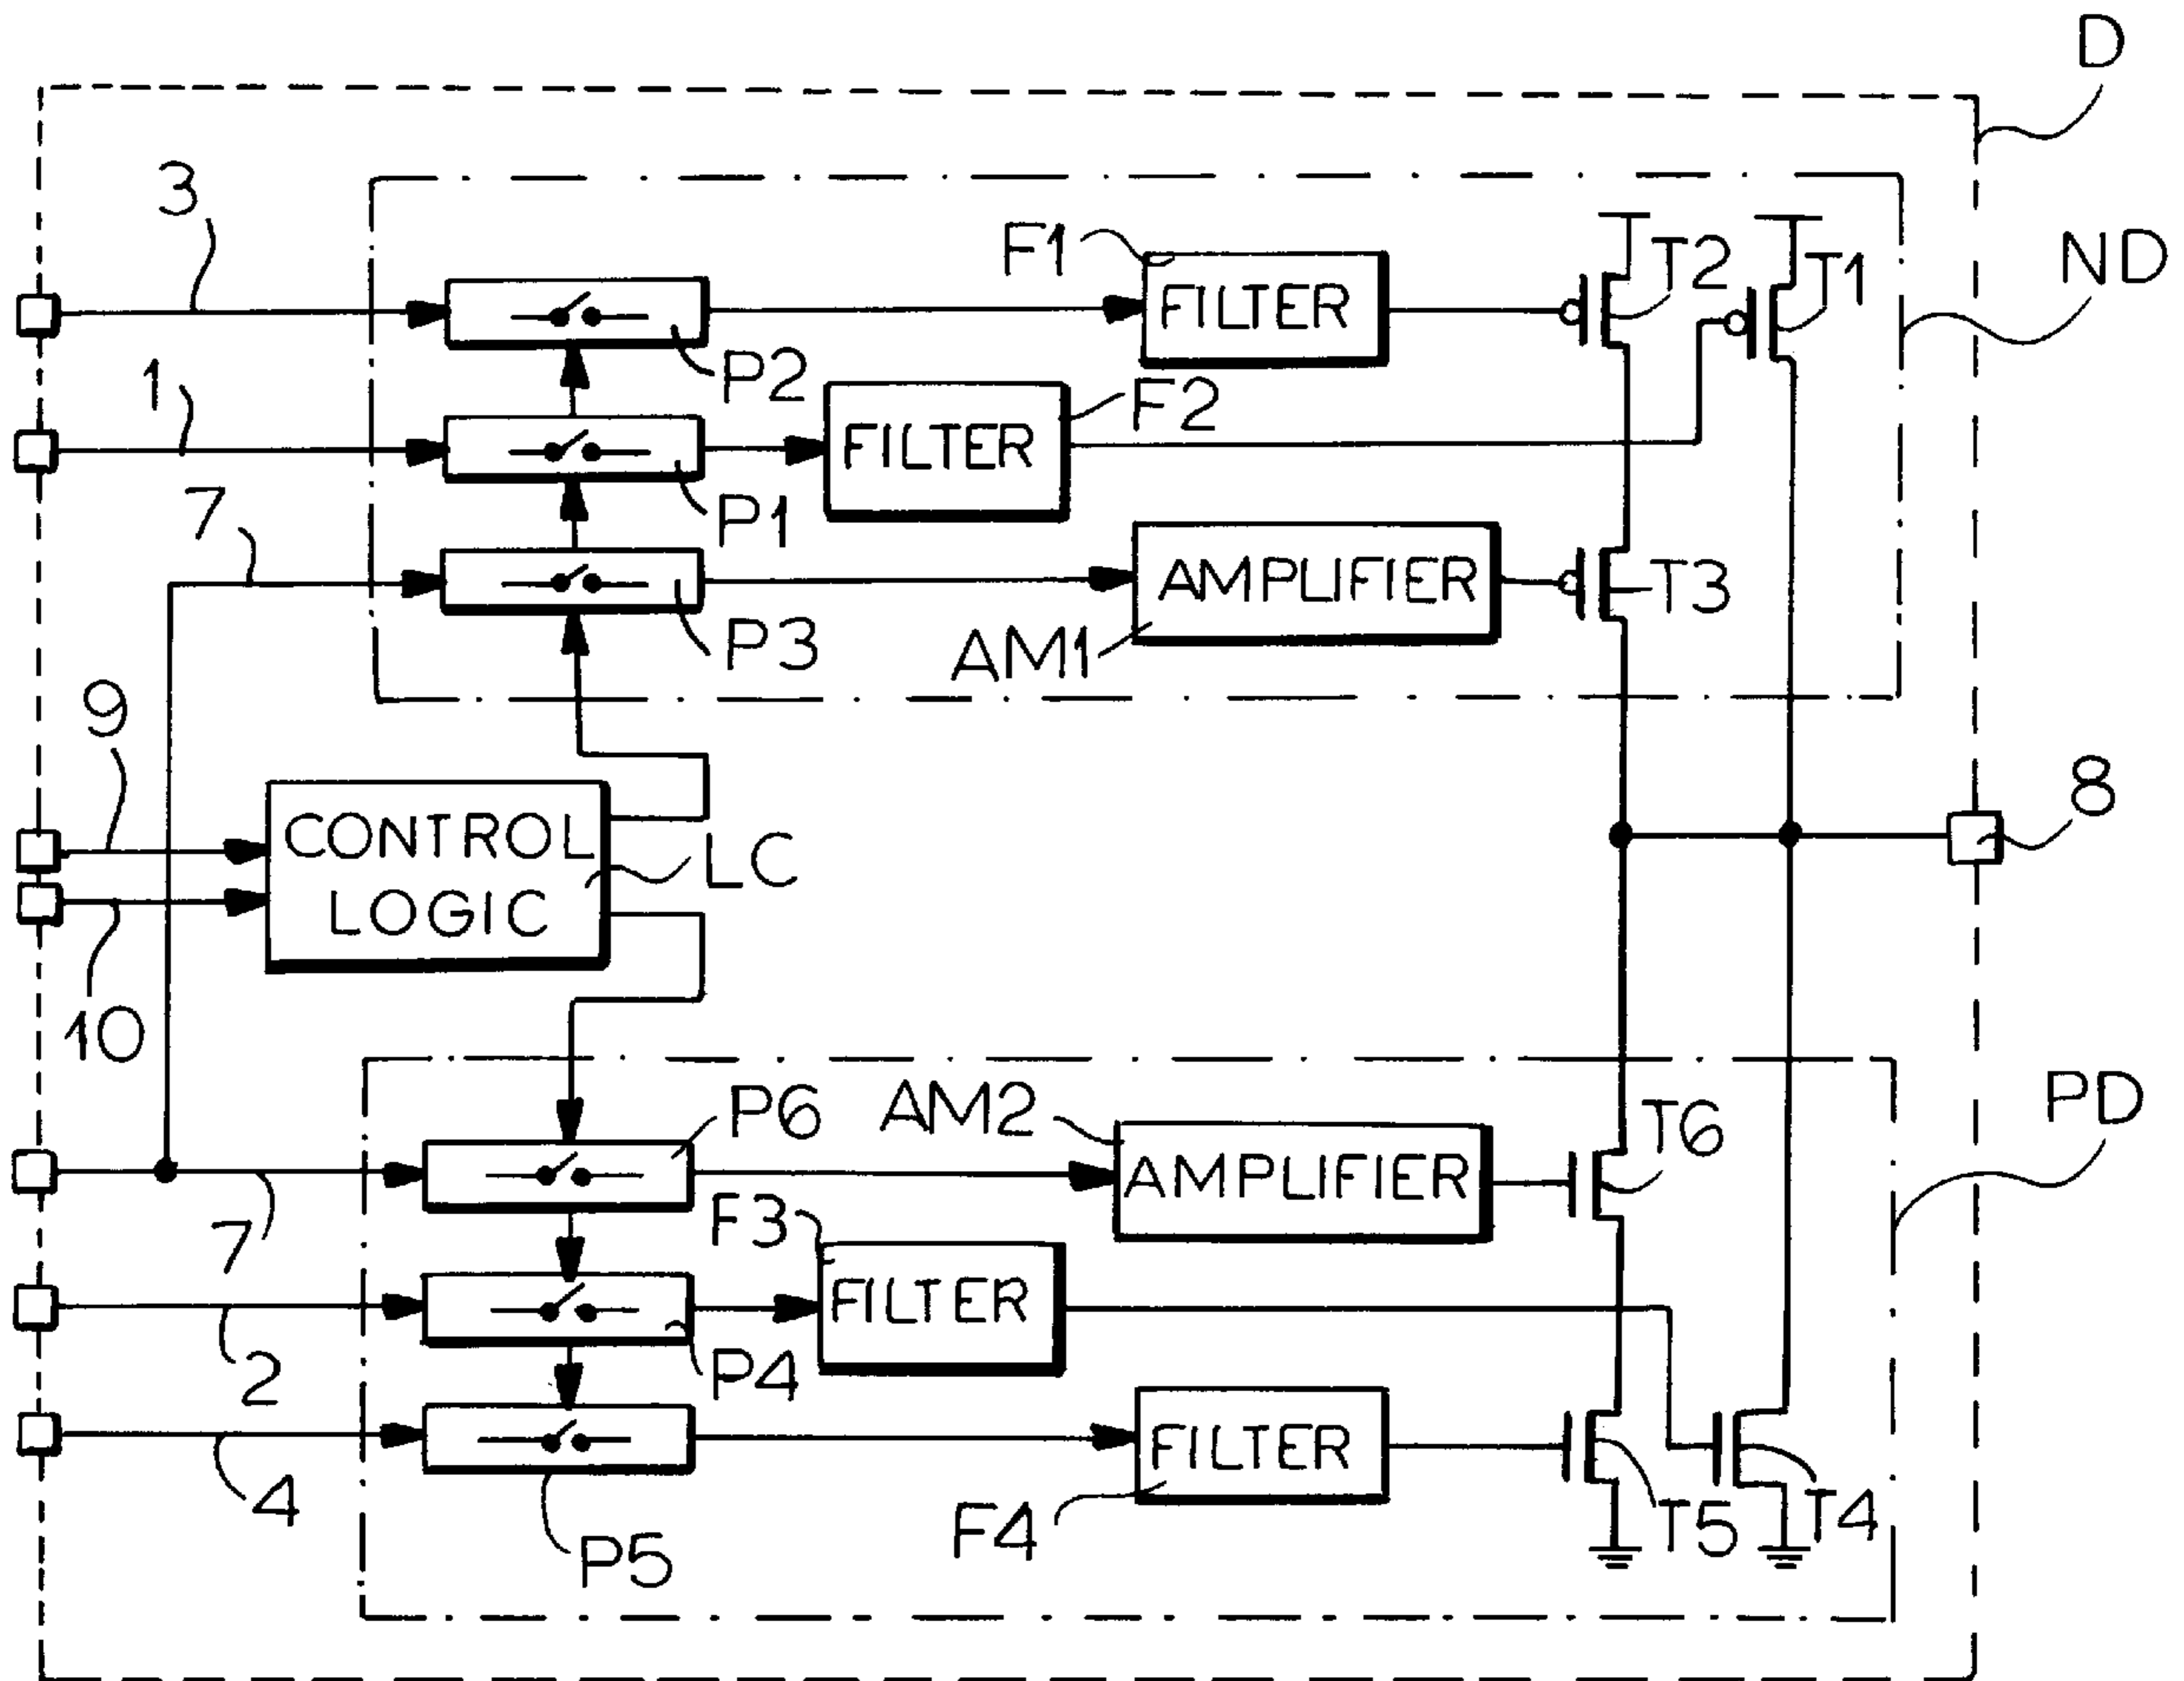 D
3
F1
FILTER
T2
T1
ND
P2
1
F2
FILTER
P1
7
AMPLIFIER
T3
P3
AM1
9
CONTROL
LOGIC
LC
8
10
P6
AM2
AMPLIFIER
T6
PD
7
F3
FILTER
2
P4
4
FILTER
F4
T5
T4
P5